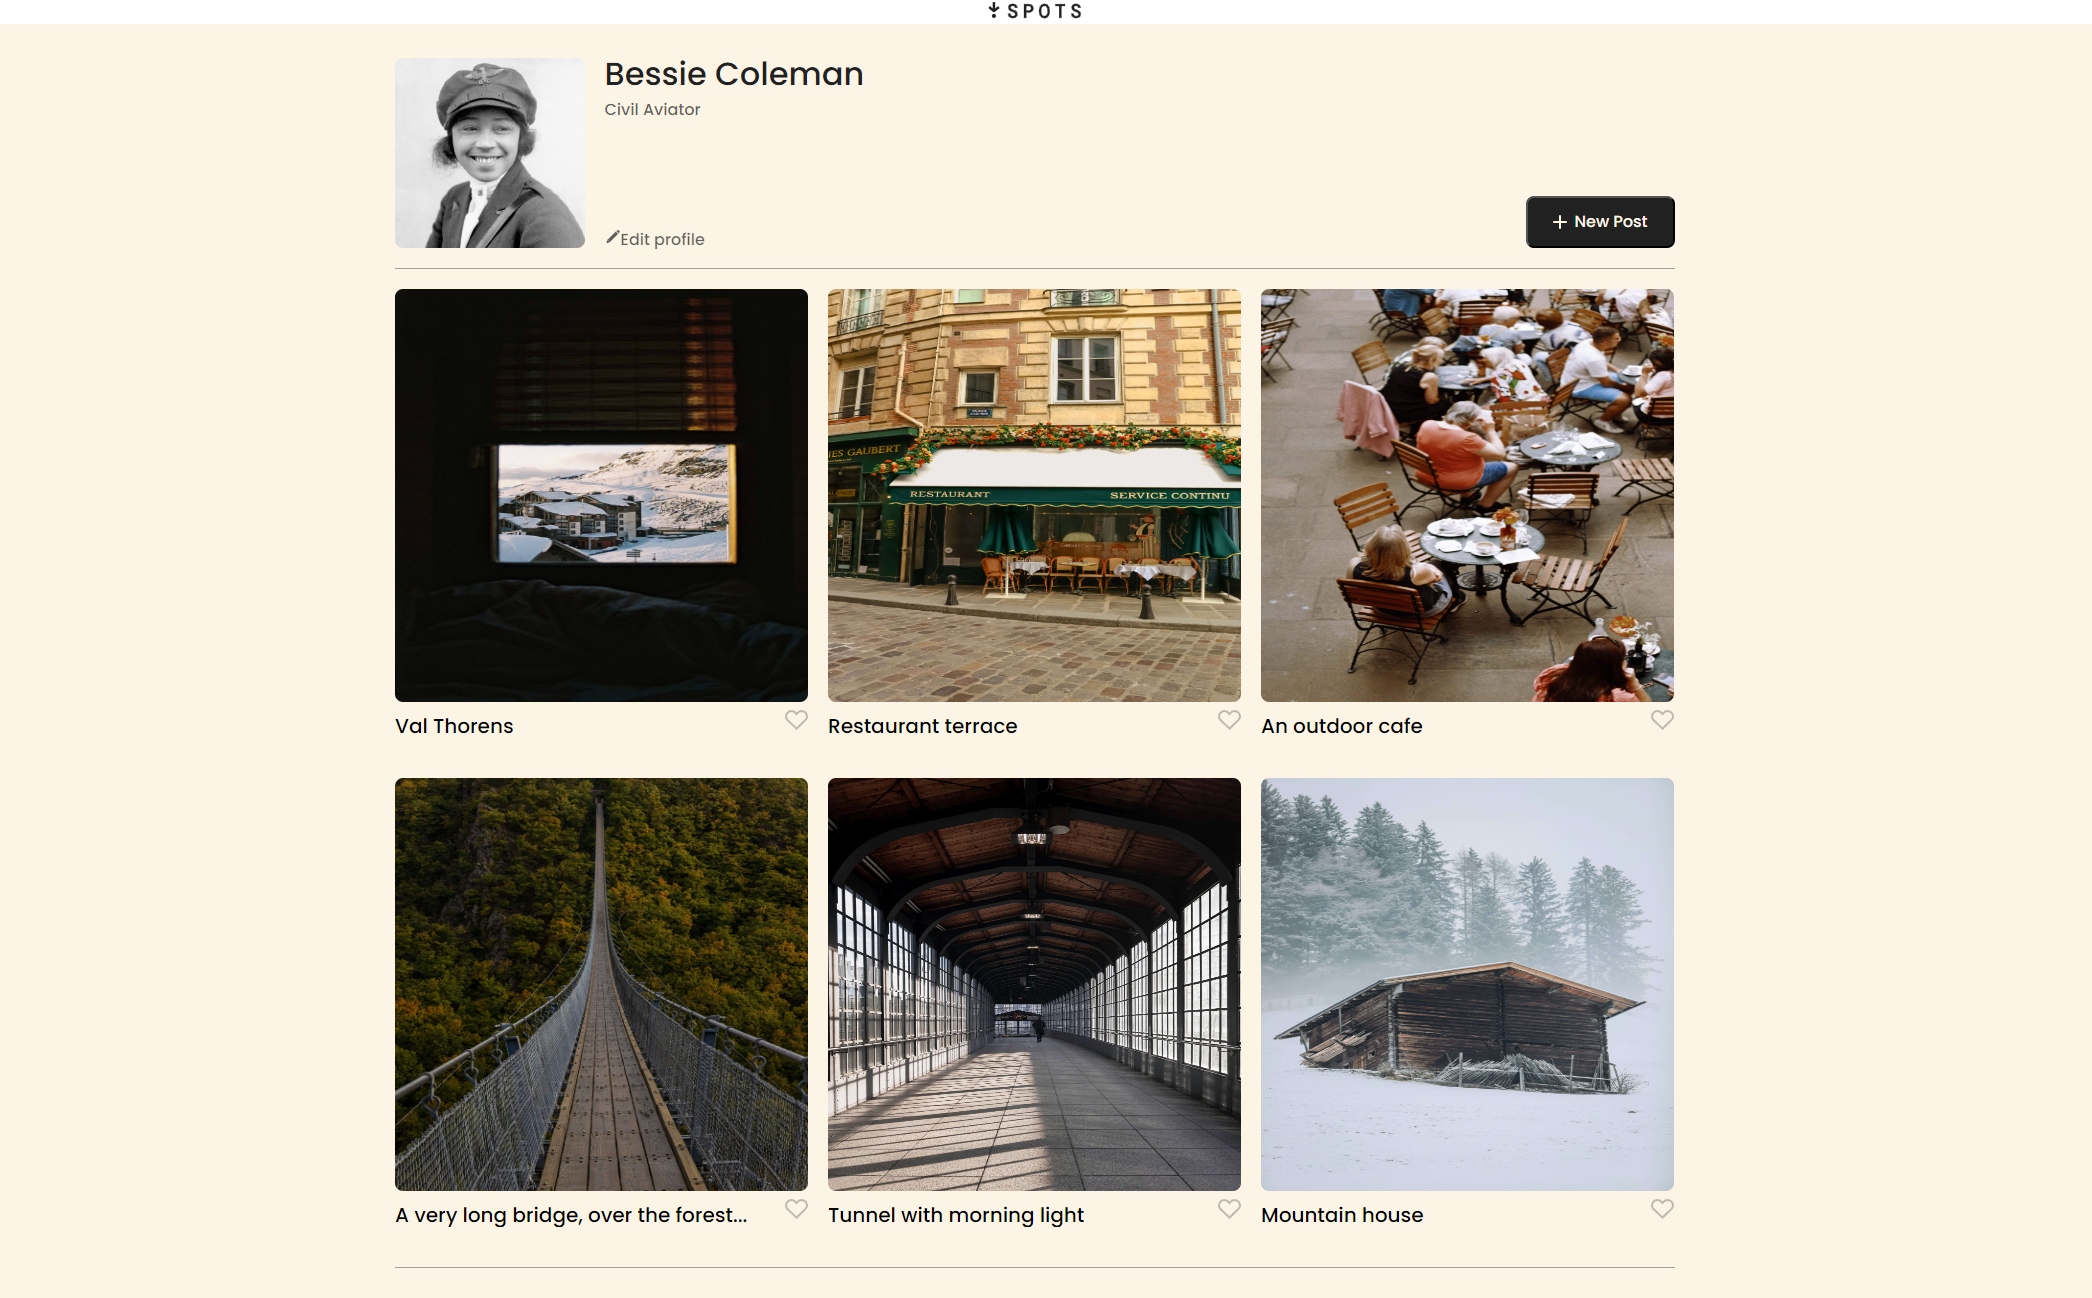 SPOTS
Bessie Coleman
Civil Aviator
Edit profile
New Post
ES GAUBERT
RESTAURANT
SERVICE CONTINU
Val Thorens
Restaurant terrace
An outdoor cafe
A very long bridge, over the forest...
Tunnel with morning light
Mountain house